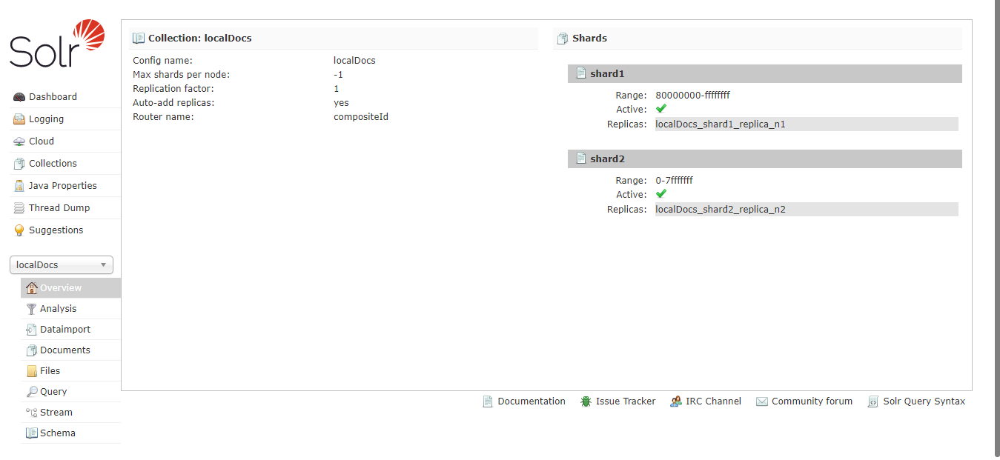 Solr
Dashboard
Logging
Cloud
Collections
Java Properties
Thread Dump
Suggestions
localDocs
Overview
Analysis
Dataimport
Documents
Files
Query
Stream
Schema
Collection: localDocs
Config name: localDocs
Max shards per node: -1
Replication factor: 1
Auto-add replicas: yes
Router name: compositeId
Shards
shard1
Range: 80000000-ffffffff
Active:
Replicas: localDocs_shard1_replica_n1
shard2
Range: 0-7fffffff
Active:
Replicas: localDocs_shard2_replica_n2
Documentation Issue Tracker IRC Channel Community forum Solr Query Syntax